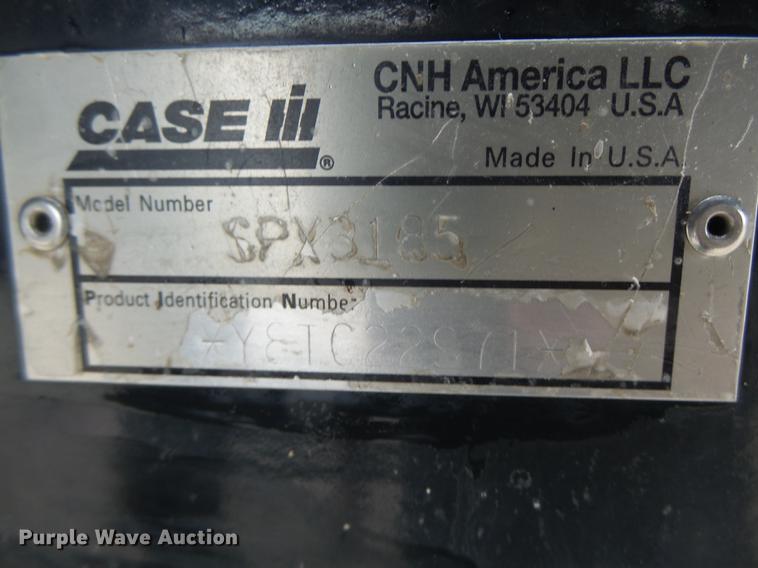 CASE IH ®
CNH America LLC
Racine, WI 53404 U.S.A
Made In U.S.A.
Model Number
SPX3185
Product Identification Number
Purple Wave Auction®